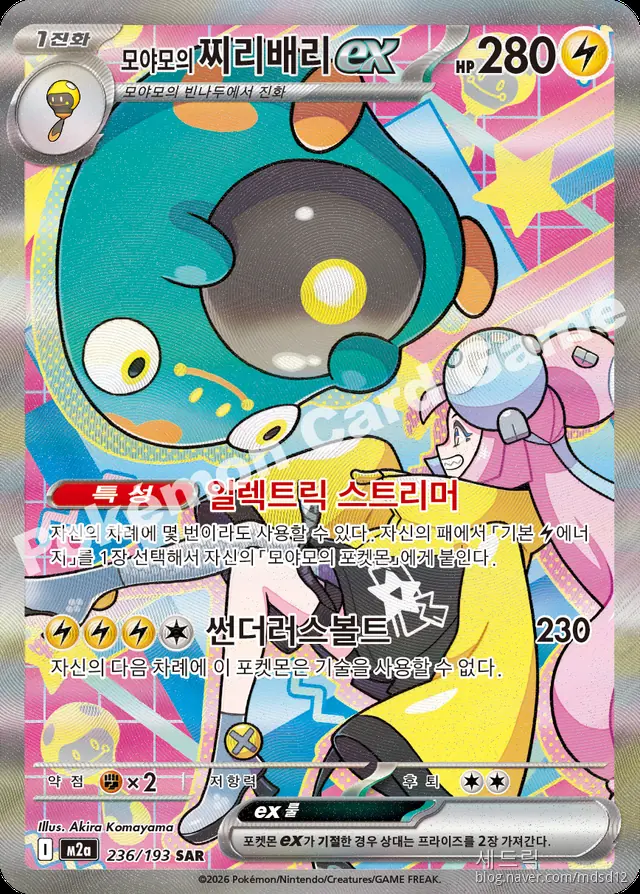 1진화
모야모의 찌리배리 ex HP 280
모야모의 빈나두에서 진화
Pokémon Card Game
특성 일렉트릭 스트리머
자신의 차례에 몇 번이라도 사용할 수 있다. 자신의 패에서 「기본 에너
지」를 1장 선택해서 자신의 「모야모의 포켓몬」에게 붙인다.
썬더러스볼트 230
자신의 다음 차례에 이 포켓몬은 기술을 사용할 수 없다.
약점 ×2 저항력 후퇴
Illus. Akira Komayama
ex 룰
포켓몬 ex가 기절한 경우 상대는 프라이즈를 2장 가져간다.
I m2a 236/193 SAR
©2026 Pokémon/Nintendo/Creatures/GAME FREAK.
세드릭
blog.naver.com/mdsd12